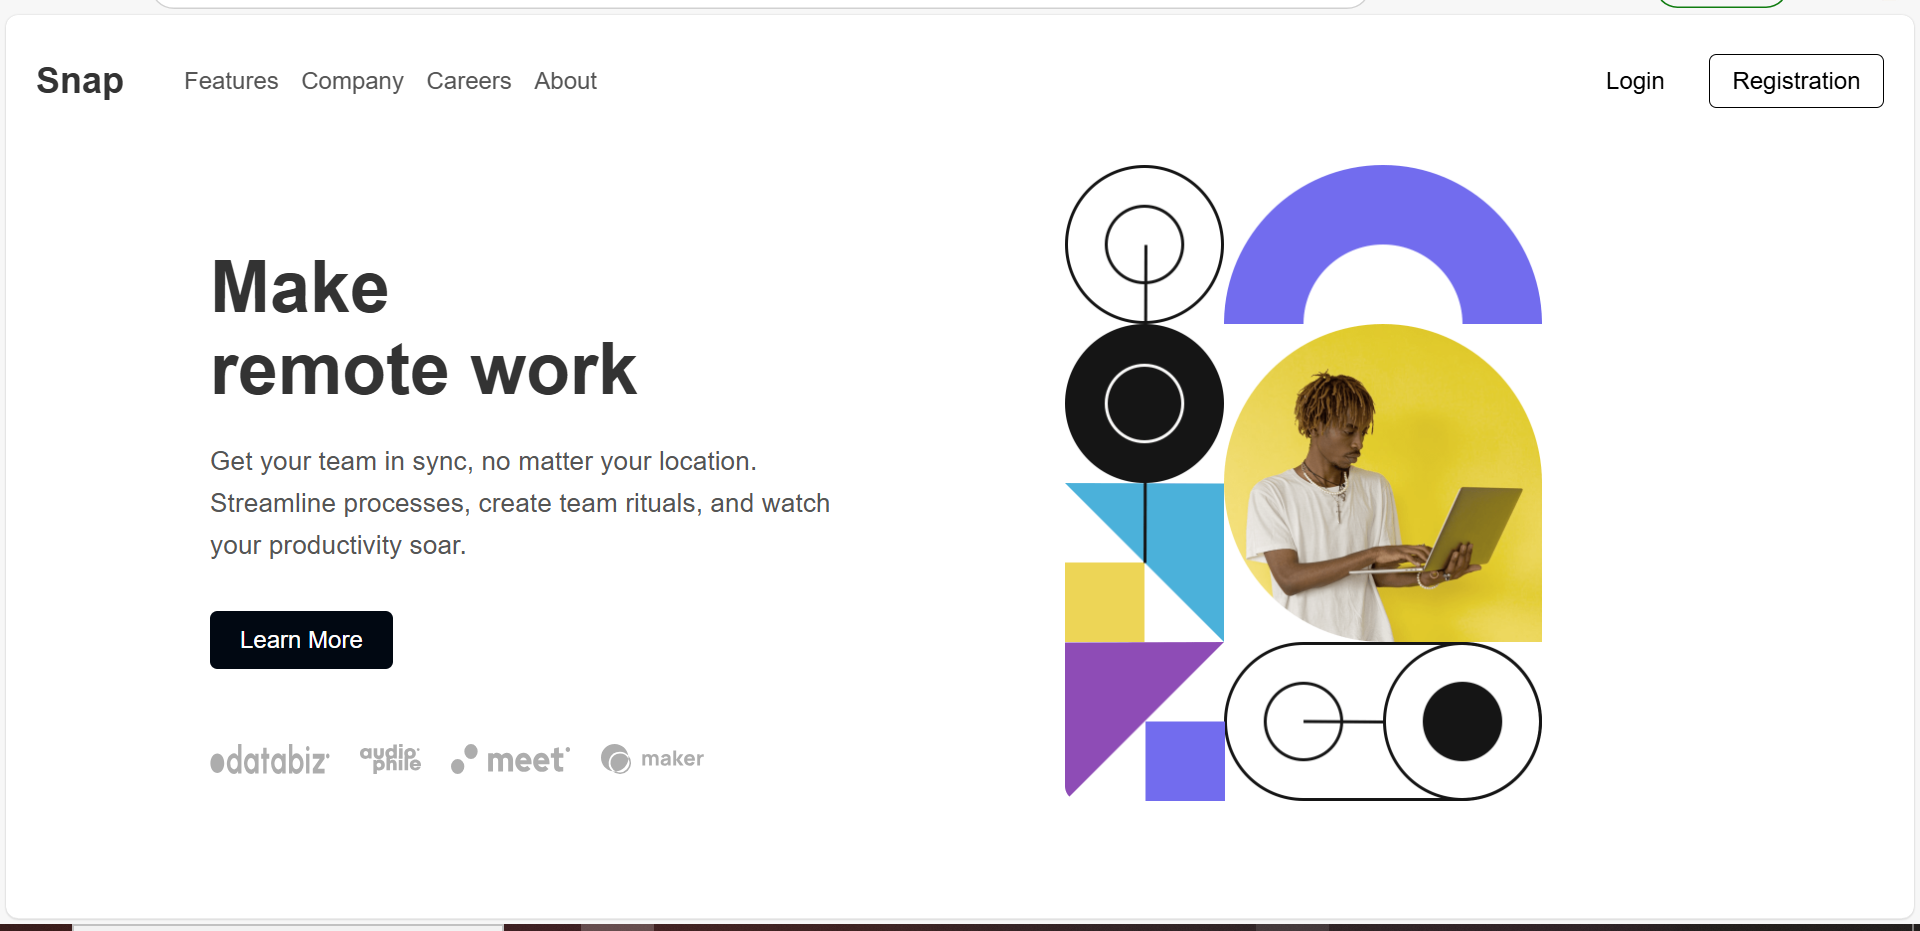 Snap
Features Company Careers About
Login
Registration
Make
remote work
Get your team in sync, no matter your location.
Streamline processes, create team rituals, and watch
your productivity soar.
Learn More
databiz
audiophile
meet
maker